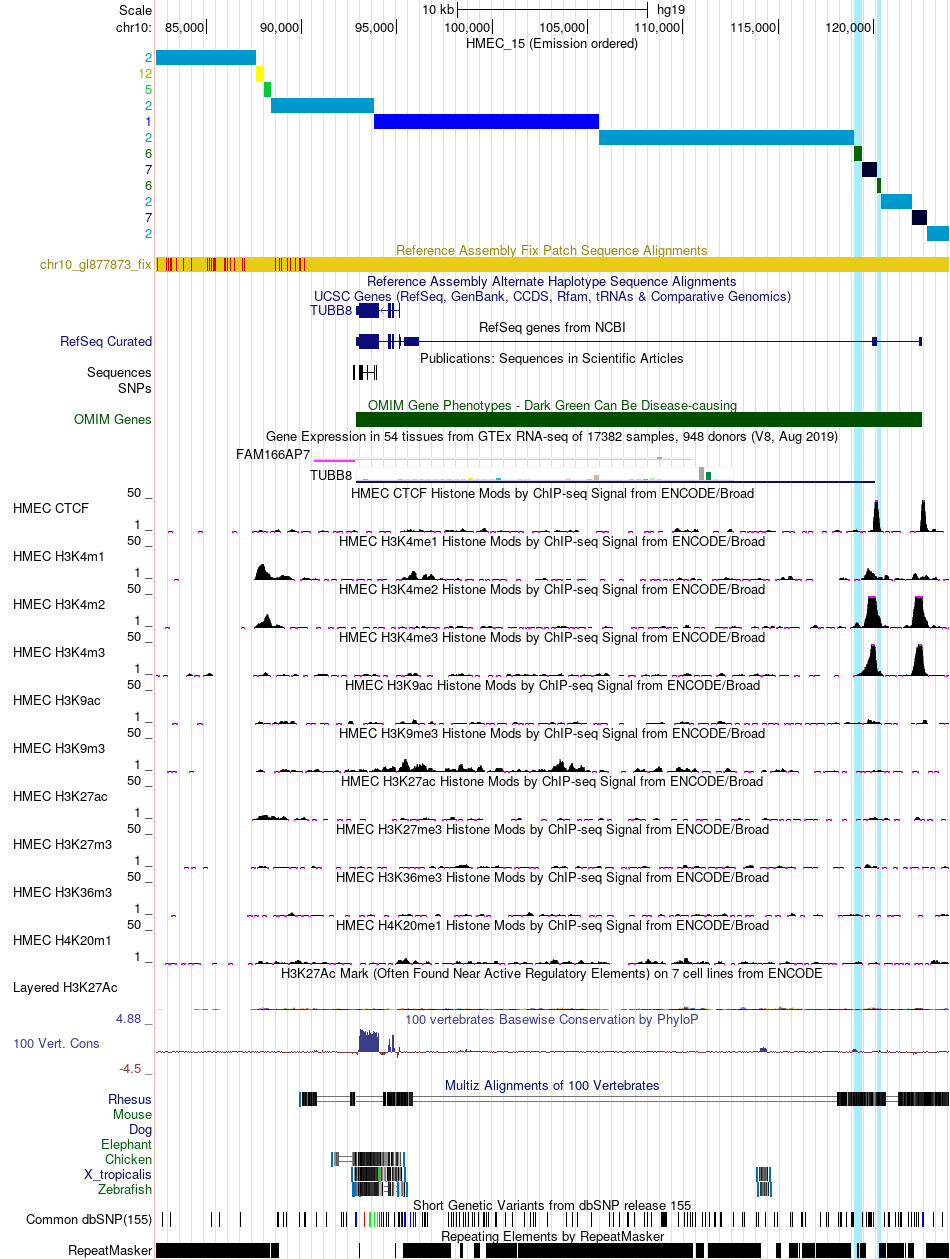 Scale 10 kb hg19
chr10: 85,000 90,000 95,000 100,000 105,000 110,000 115,000 120,000
HMEC_15 (Emission ordered)
2
12
5
2
1
2
6
7
6
2
7
2
Reference Assembly Fix Patch Sequence Alignments
chr10_gl877873_fix
Reference Assembly Alternate Haplotype Sequence Alignments
UCSC Genes (RefSeq, GenBank, CCDS, Rfam, tRNAs & Comparative Genomics)
TUBB8
RefSeq genes from NCBI
RefSeq Curated
Publications: Sequences in Scientific Articles
Sequences
SNPs
OMIM Gene Phenotypes - Dark Green Can Be Disease-causing
OMIM Genes
Gene Expression in 54 tissues from GTEx RNA-seq of 17382 samples, 948 donors (V8, Aug 2019)
FAM166AP7
TUBB8
HMEC CTCF Histone Mods by ChIP-seq Signal from ENCODE/Broad
50 _
HMEC CTCF
1 _
HMEC H3K4me1 Histone Mods by ChIP-seq Signal from ENCODE/Broad
50 _
HMEC H3K4m1
1 _
HMEC H3K4me2 Histone Mods by ChIP-seq Signal from ENCODE/Broad
50 _
HMEC H3K4m2
1 _
HMEC H3K4me3 Histone Mods by ChIP-seq Signal from ENCODE/Broad
50 _
HMEC H3K4m3
1 _
HMEC H3K9ac Histone Mods by ChIP-seq Signal from ENCODE/Broad
50 _
HMEC H3K9ac
1 _
HMEC H3K9me3 Histone Mods by ChIP-seq Signal from ENCODE/Broad
50 _
HMEC H3K9m3
1 _
HMEC H3K27ac Histone Mods by ChIP-seq Signal from ENCODE/Broad
50 _
HMEC H3K27ac
1 _
HMEC H3K27me3 Histone Mods by ChIP-seq Signal from ENCODE/Broad
50 _
HMEC H3K27m3
1 _
HMEC H3K36me3 Histone Mods by ChIP-seq Signal from ENCODE/Broad
50 _
HMEC H3K36m3
1 _
HMEC H4K20me1 Histone Mods by ChIP-seq Signal from ENCODE/Broad
50 _
HMEC H4K20m1
1 _
H3K27Ac Mark (Often Found Near Active Regulatory Elements) on 7 cell lines from ENCODE
Layered H3K27Ac
100 vertebrates Basewise Conservation by PhyloP
4.88 _
100 Vert. Cons
-4.5 _
Multiz Alignments of 100 Vertebrates
Rhesus
Mouse
Dog
Elephant
Chicken
X_tropicalis
Zebrafish
Short Genetic Variants from dbSNP release 155
Common dbSNP(155)
Repeating Elements by RepeatMasker
RepeatMasker